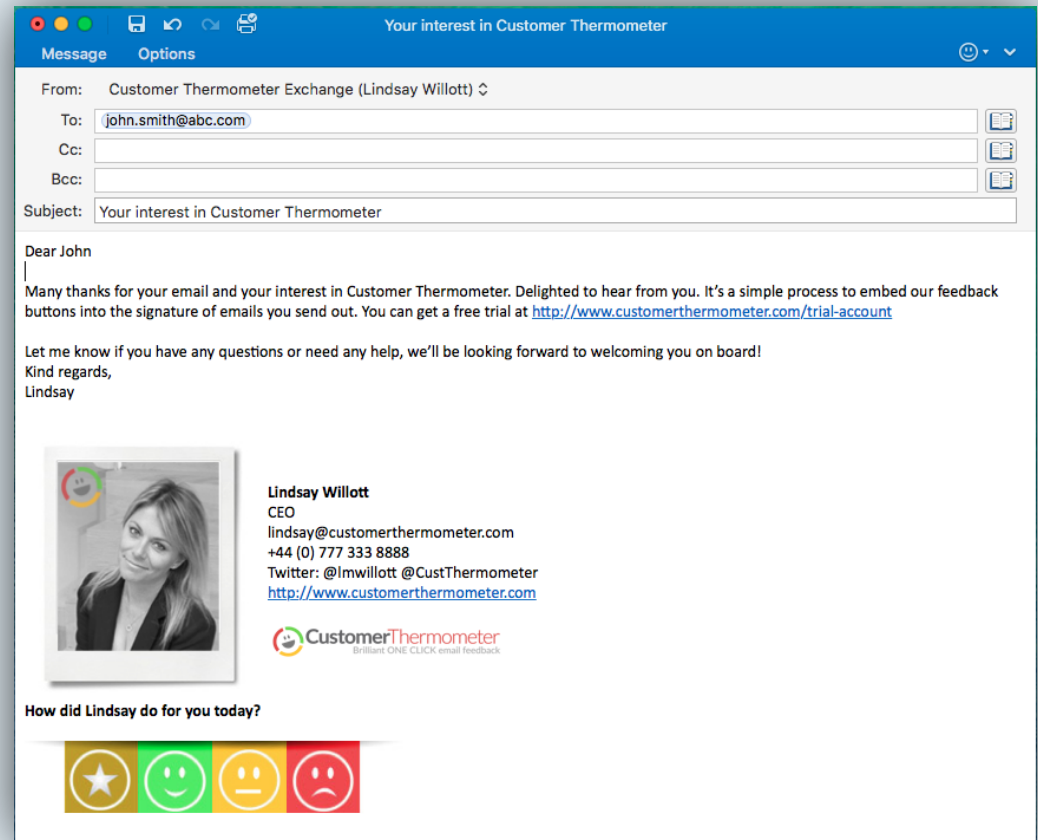 Your interest in Customer Thermometer
Message Options
From: Customer Thermometer Exchange (Lindsay Willott)
To: john.smith@abc.com
Cc:
Bcc:
Subject: Your interest in Customer Thermometer
Dear John
Many thanks for your email and your interest in Customer Thermometer. Delighted to hear from you. It’s a simple process to embed our feedback
buttons into the signature of emails you send out. You can get a free trial at http://www.customerthermometer.com/trial-account
Let me know if you have any questions or need any help, we’ll be looking forward to welcoming you on board!
Kind regards,
Lindsay
Lindsay Willott
CEO
lindsay@customerthermometer.com
+44 (0) 777 333 8888
Twitter: @lmwillott @CustThermometer
http://www.customerthermometer.com
CustomerThermometer
Brilliant ONE CLICK email feedback
How did Lindsay do for you today?